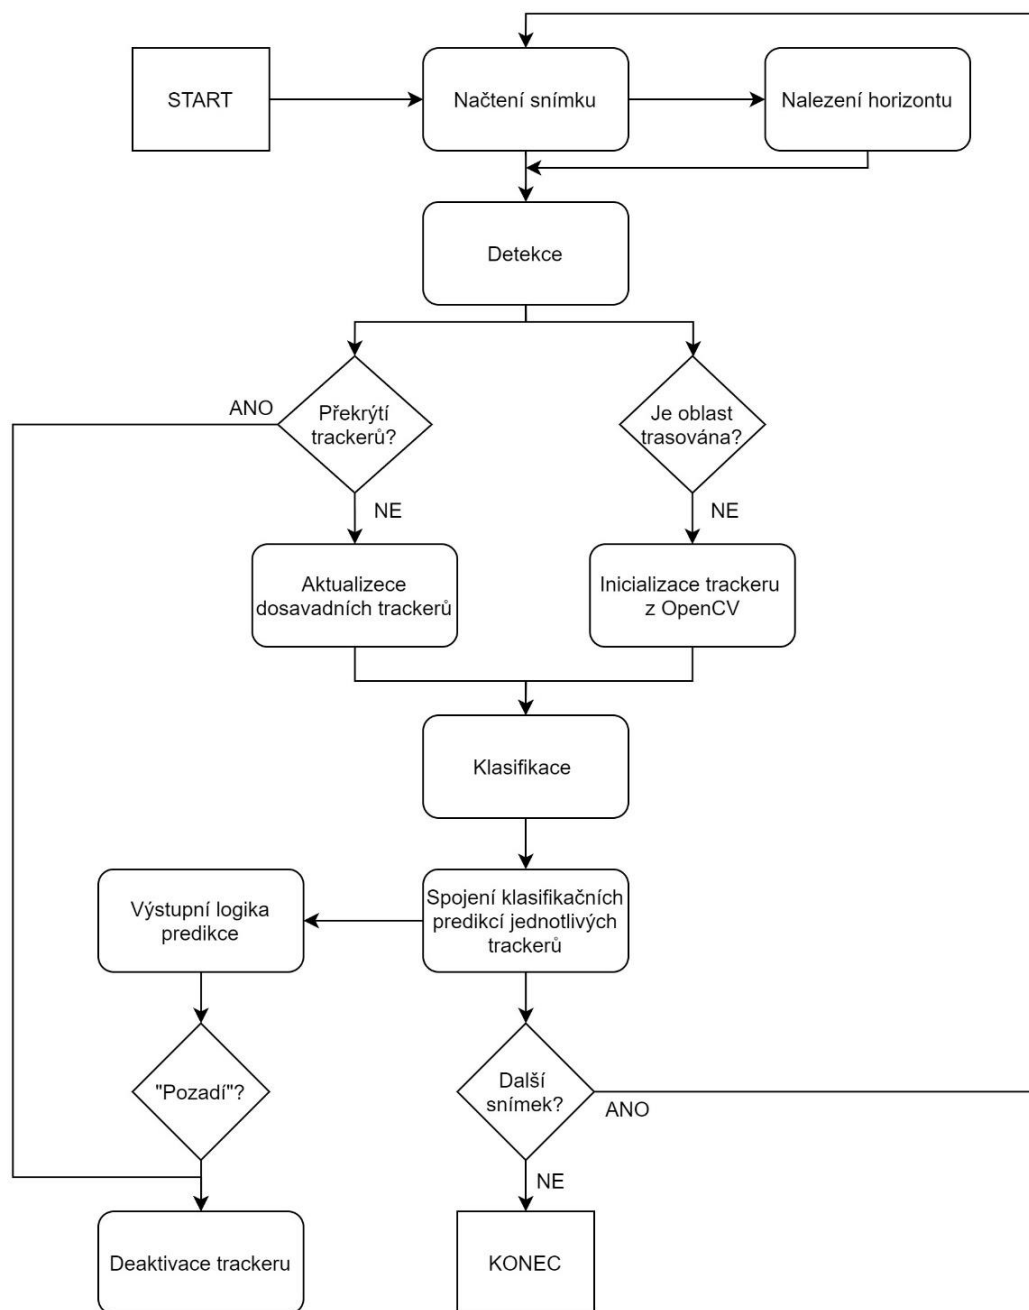 START
Načtení snímku
Nalezení horizontu
Detekce
ANO
Překrytí
trackerů?
Je oblast
trasována?
NE
NE
Aktualizece
dosavadních trackerů
Inicializace trackeru
z OpenCV
Klasifikace
Výstupní logika
predikce
Spojení klasifikačních
predikcí jednotlivých
trackerů
"Pozadí"?
Další
snímek?
ANO
NE
Deaktivace trackeru
KONEC